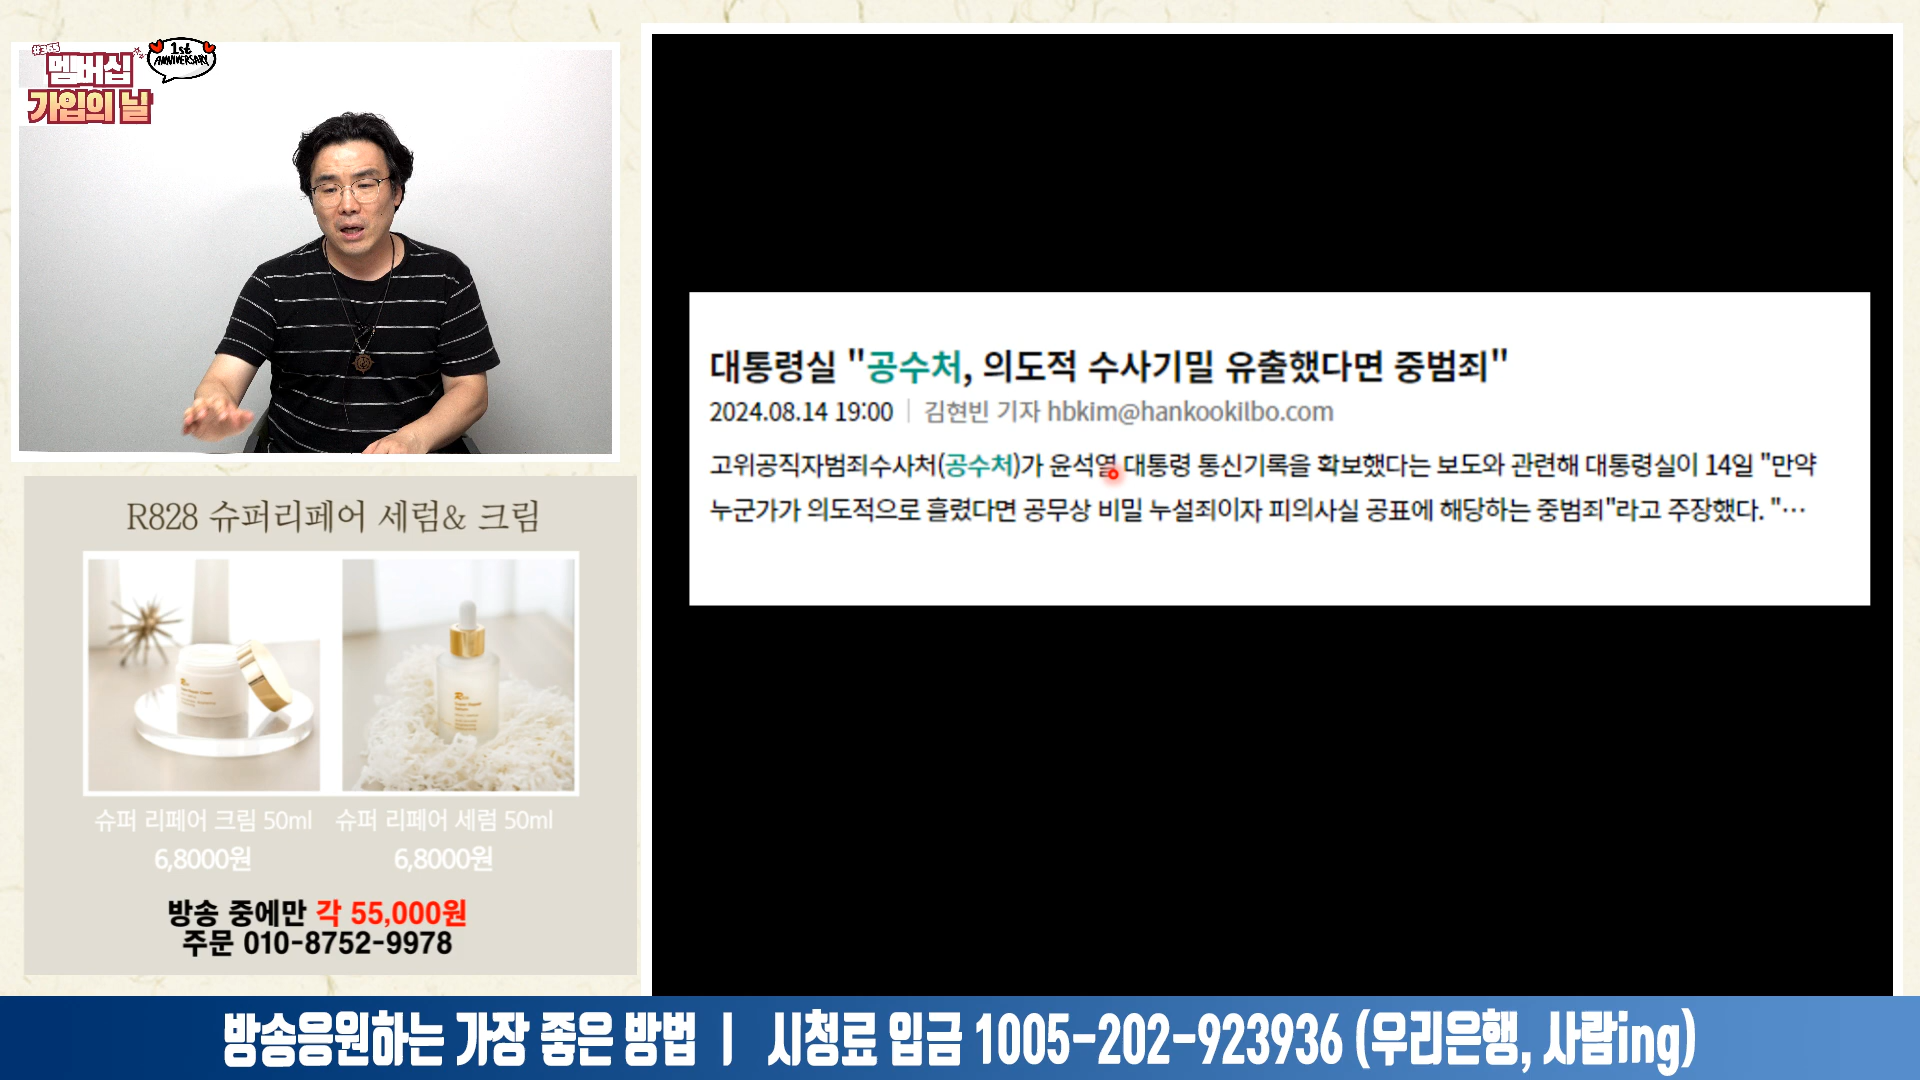 #365
멤버십
가입의 날
1st
ANNIVERSARY!
대통령실 "공수처, 의도적 수사기밀 유출했다면 중범죄"
2024.08.14 19:00 | 김현빈 기자 hbkim@hankookilbo.com
고위공직자범죄수사처(공수처)가 윤석열 대통령 통신기록을 확보했다는 보도와 관련해 대통령실이 14일 "만약
누군가가 의도적으로 흘렸다면 공무상 비밀 누설죄이자 피의사실 공표에 해당하는 중범죄"라고 주장했다. "…
R828 슈퍼리페어 세럼& 크림
슈퍼 리페어 크림 50ml 슈퍼 리페어 세럼 50ml
6,8000원 6,8000원
방송 중에만 각 55,000원
주문 010-8752-9978
방송응원하는 가장 좋은 방법 | 시청료 입금 1005-202-923936 (우리은행, 사람ing)